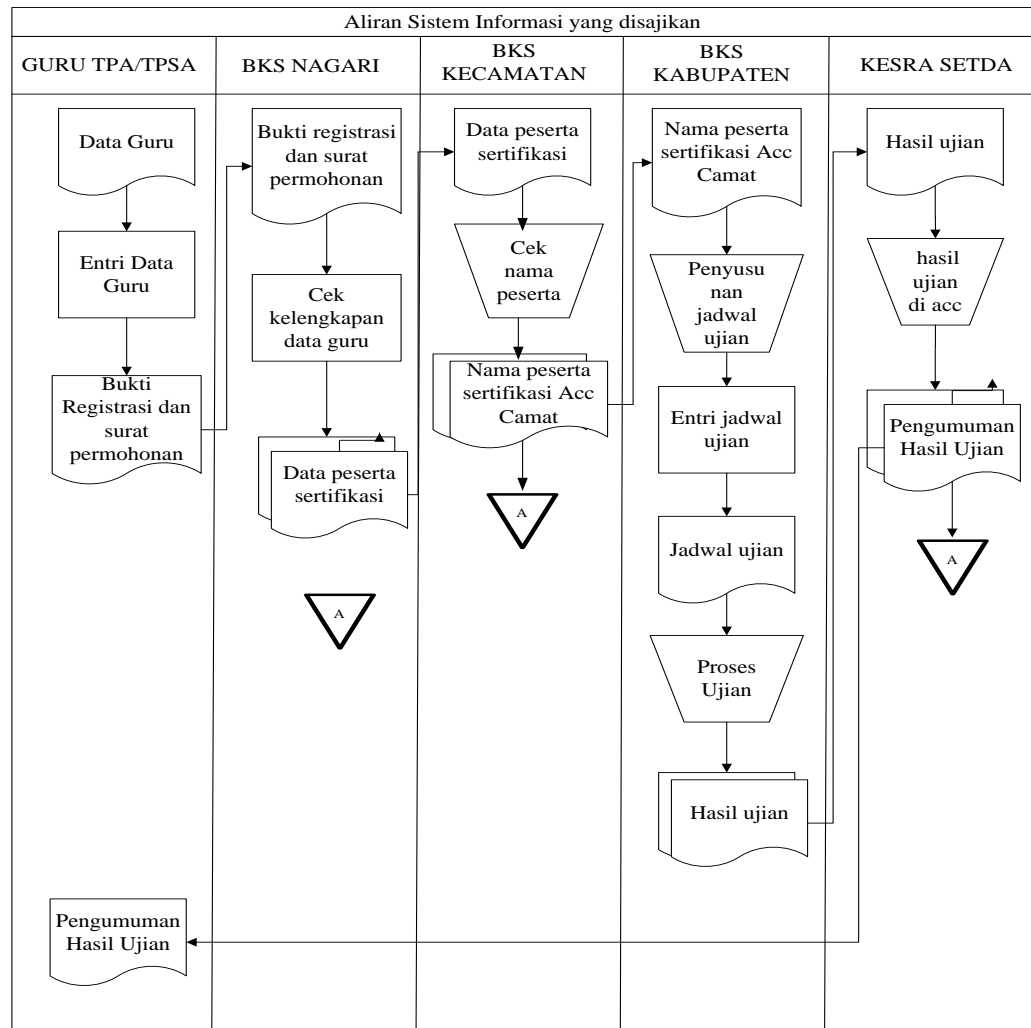 Aliran Sistem Informasi yang disajikan
GURU TPA/TPSA
BKS NAGARI
BKS
KECAMATAN
BKS
KABUPATEN
KESRA SETDA
Data Guru
Entri Data
Guru
Bukti
Registrasi dan
surat
permohonan
Pengumuman
Hasil Ujian
Bukti registrasi
dan surat
permohonan
Cek
kelengkapan
data guru
Data peserta
sertifikasi
A
Data peserta
sertifikasi
Cek
nama
peserta
Nama peserta
sertifikasi Acc
Camat
A
Nama peserta
sertifikasi Acc
Camat
Penyusu
nan
jadwal
ujian
Entri jadwal
ujian
Jadwal ujian
Proses
Ujian
Hasil ujian
Hasil ujian
hasil
ujian
di acc
Pengumuman
Hasil Ujian
A